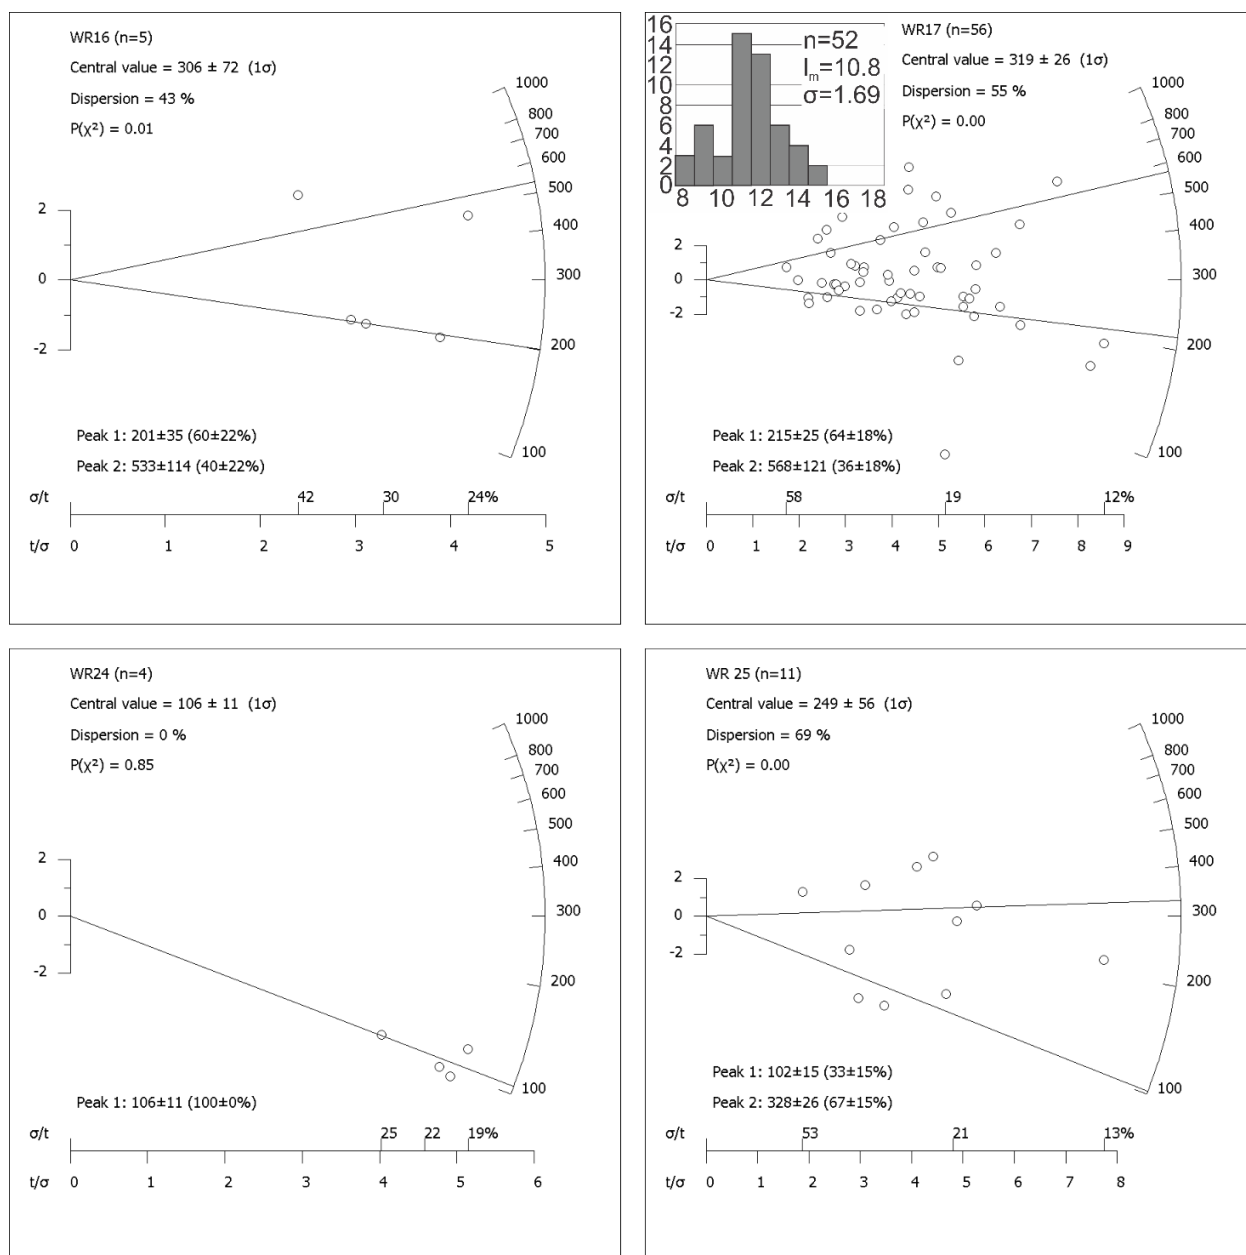 WR16 (n=5)
Central value = 306 ± 72 (1σ)
Dispersion = 43 %
P(χ²) = 0.01
1000
800
700
600
500
400
300
200
100
2
0
-2
Peak 1: 201±35 (60±22%)
Peak 2: 533±114 (40±22%)
σ/t 42 30 24%
t/σ 0 1 2 3 4 5
16
14
12
10
8
6
4
2
0
8 10 12 14 16 18
n=52
lm=10.8
σ=1.69
WR17 (n=56)
Central value = 319 ± 26 (1σ)
Dispersion = 55 %
P(χ²) = 0.00
1000
800
700
600
500
400
300
200
100
2
0
-2
Peak 1: 215±25 (64±18%)
Peak 2: 568±121 (36±18%)
σ/t 58 19 12%
t/σ 0 1 2 3 4 5 6 7 8 9
WR24 (n=4)
Central value = 106 ± 11 (1σ)
Dispersion = 0 %
P(χ²) = 0.85
1000
800
700
600
500
400
300
200
100
2
0
-2
Peak 1: 106±11 (100±0%)
σ/t 25 22 19%
t/σ 0 1 2 3 4 5 6
WR 25 (n=11)
Central value = 249 ± 56 (1σ)
Dispersion = 69 %
P(χ²) = 0.00
1000
800
700
600
500
400
300
200
100
2
0
-2
Peak 1: 102±15 (33±15%)
Peak 2: 328±26 (67±15%)
σ/t 53 21 13%
t/σ 0 1 2 3 4 5 6 7 8